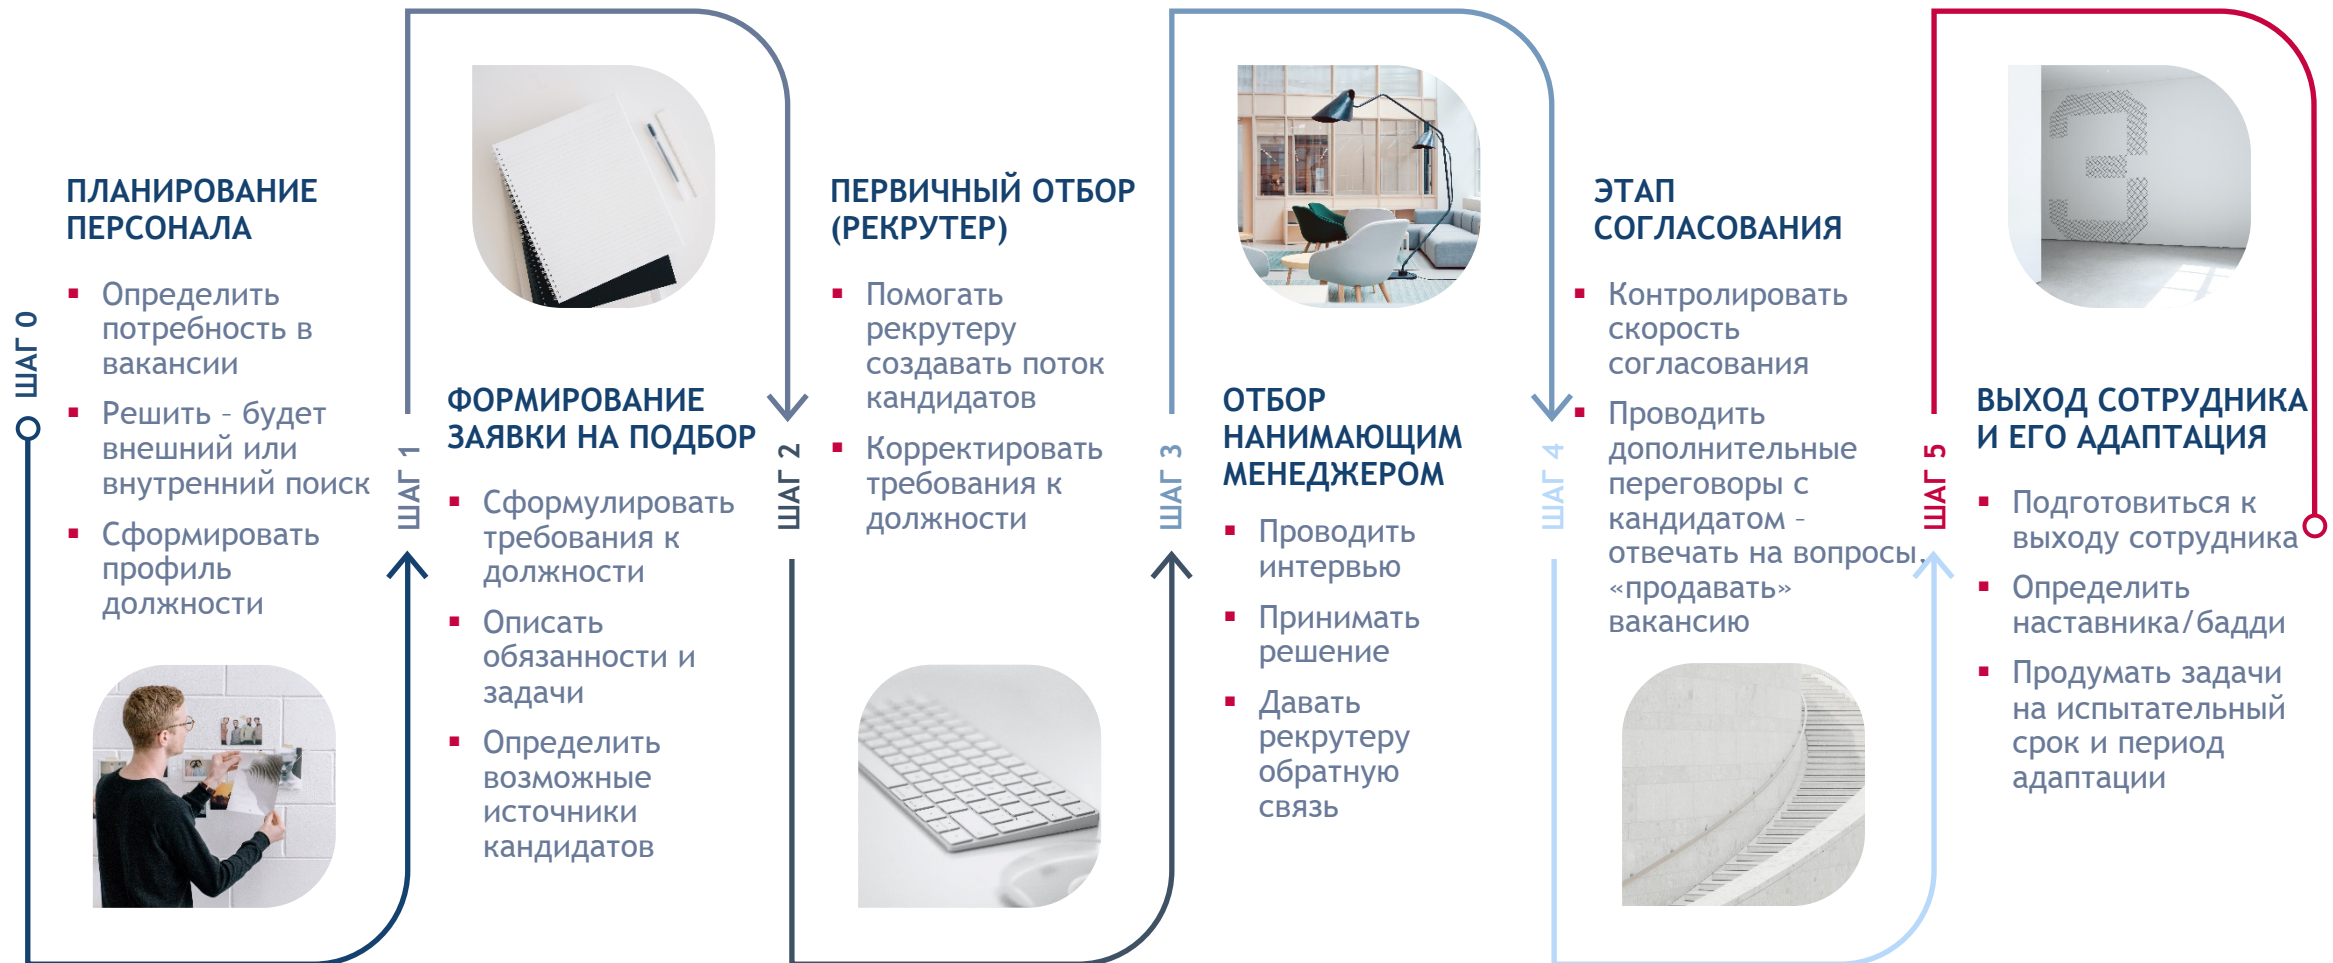 ШАГ 0
ПЛАНИРОВАНИЕ
ПЕРСОНАЛА
Определить
потребность в
вакансии
Решить – будет
внешний или
внутренний поиск
Сформировать
профиль
должности
ШАГ 1
ФОРМИРОВАНИЕ
ЗАЯВКИ НА ПОДБОР
Сформулировать
требования к
должности
Описать
обязанности и
задачи
Определить
возможные
источники
кандидатов
ШАГ 2
ПЕРВИЧНЫЙ ОТБОР
(РЕКРУТЕР)
Помогать
рекрутеру
создавать поток
кандидатов
Корректировать
требования к
должности
ШАГ 3
ОТБОР
НАНИМАЮЩИМ
МЕНЕДЖЕРОМ
Проводить
интервью
Принимать
решение
Давать
рекрутеру
обратную
связь
ШАГ 4
ЭТАП
СОГЛАСОВАНИЯ
Контролировать
скорость
согласования
Проводить
дополнительные
переговоры с
кандидатом –
отвечать на вопросы,
«продавать»
вакансию
ШАГ 5
3
ВЫХОД СОТРУДНИКА
И ЕГО АДАПТАЦИЯ
Подготовиться к
выходу сотрудника
Определить
наставника/бадди
Продумать задачи
на испытательный
срок и период
адаптации